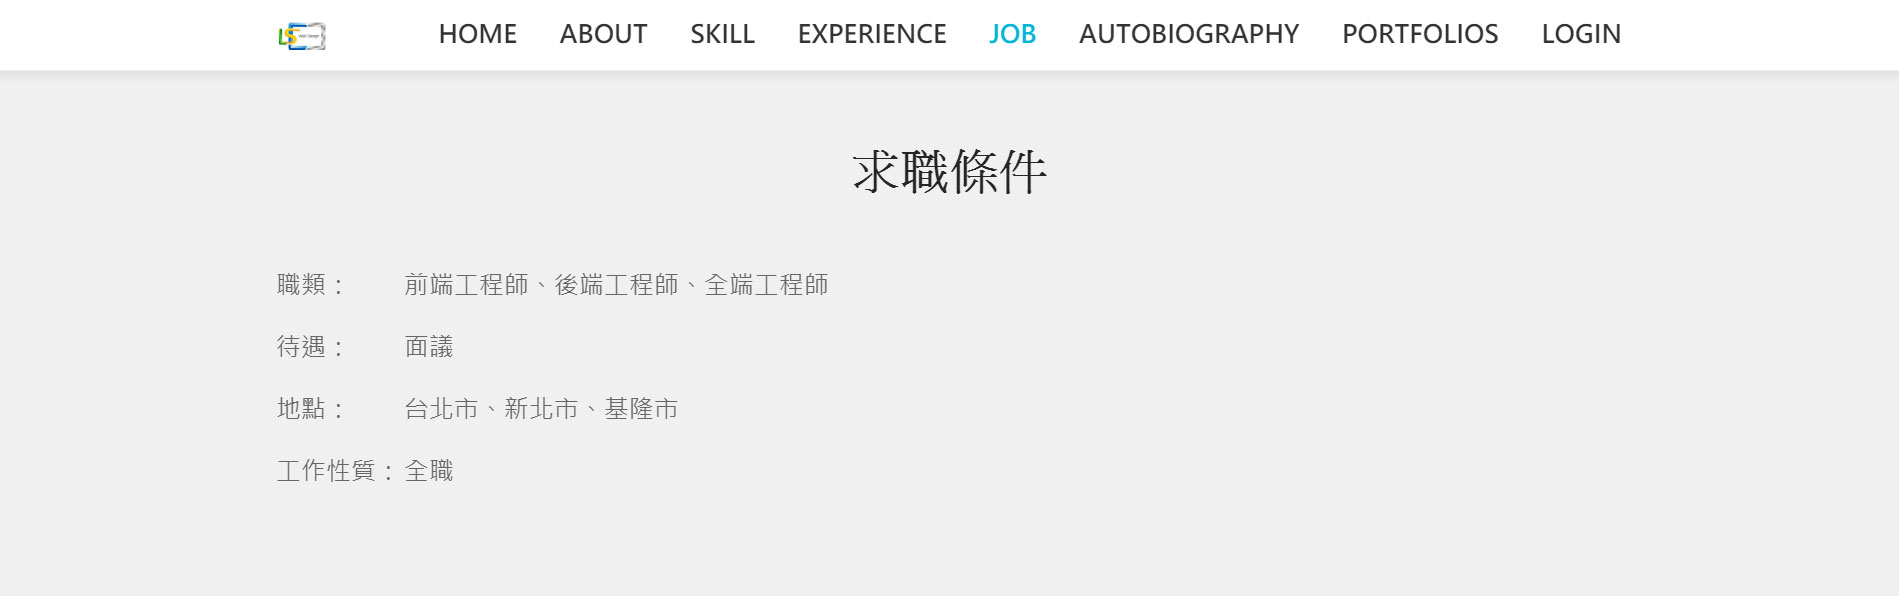 LS Web Design
HOME ABOUT SKILL EXPERIENCE JOB AUTOBIOGRAPHY PORTFOLIOS LOGIN
求職條件
職類： 前端工程師、後端工程師、全端工程師
待遇： 面議
地點： 台北市、新北市、基隆市
工作性質： 全職